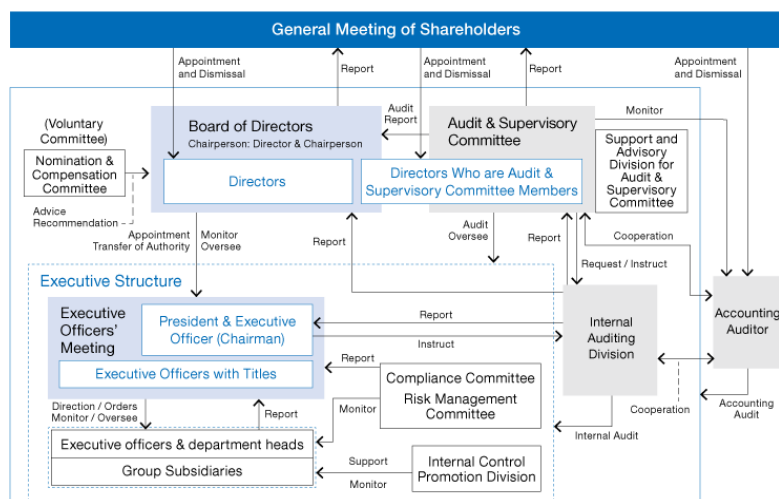 General Meeting of Shareholders
Appointment
and Dismissal
Report
Appointment
and Dismissal
Report
Appointment
and Dismissal
(Voluntary
Committee)
Nomination &
Compensation
Committee
Advice
Recommendation
Board of Directors
Chairperson: Director & Chairperson
Directors
Audit
Report
Audit & Supervisory
Committee
Directors Who are Audit &
Supervisory Committee Members
Monitor
Support and
Advisory
Division for
Audit &
Supervisory
Committee
Appointment
Transfer of Authority
Monitor
Oversee
Report
Audit
Oversee
Report
Cooperation
Request / Instruct
Executive Structure
Executive
Officers'
Meeting
President & Executive
Officer (Chairman)
Executive Officers with Titles
Report
Instruct
Internal
Auditing
Division
Accounting
Auditor
Report
Monitor
Compliance Committee
Risk Management
Committee
Cooperation
Accounting
Audit
Direction / Orders
Monitor / Oversee
Report
Internal Audit
Executive officers & department heads
Group Subsidiaries
Support
Monitor
Internal Control
Promotion Division